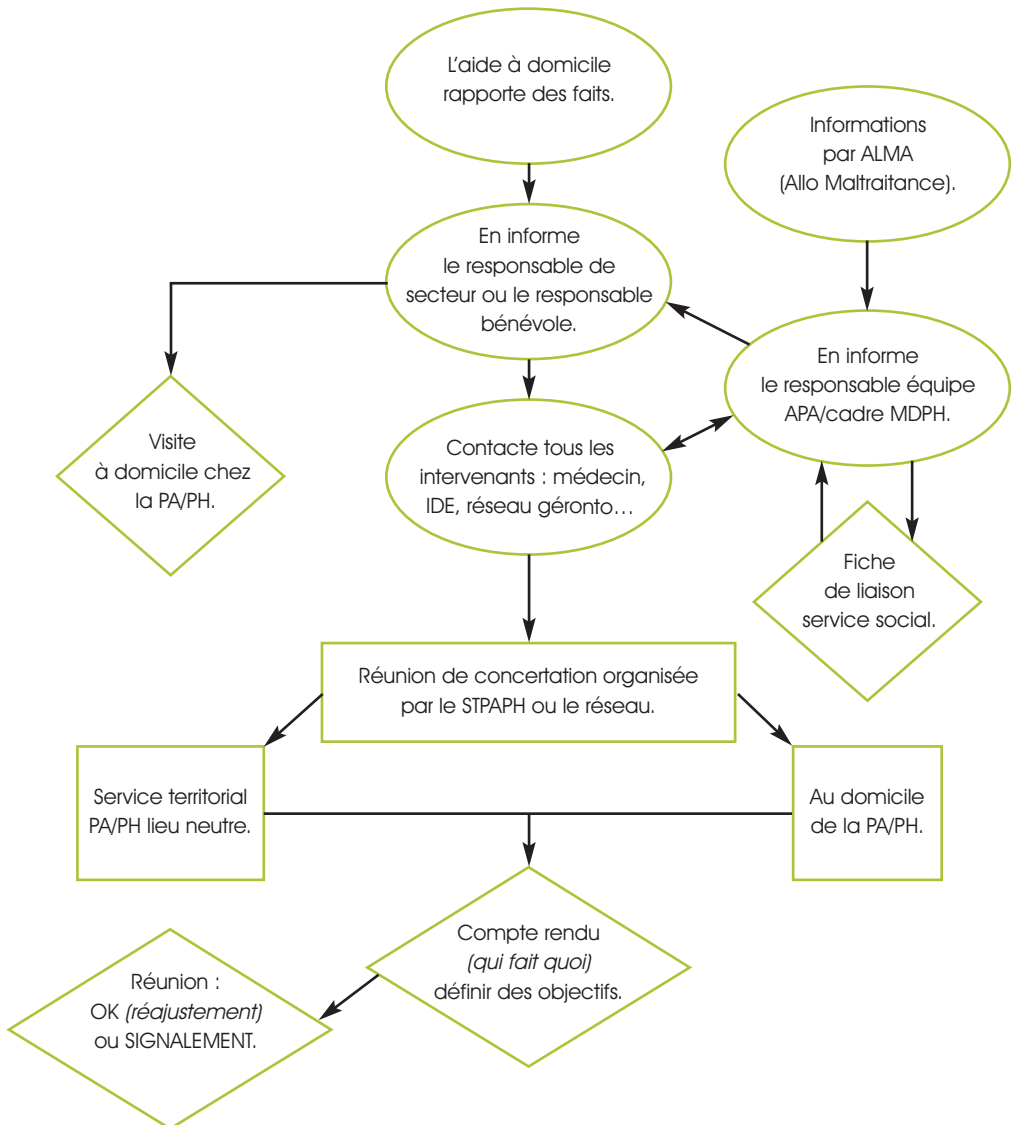 L'aide à domicile
rapporte des faits.
Informations
par ALMA
(Allo Maltraitance).
En informe
le responsable de
secteur ou le responsable
bénévole.
En informe
le responsable équipe
APA/cadre MDPH.
Visite
à domicile chez
la PA/PH.
Contacte tous les
intervenants : médecin,
IDE, réseau géronto…
Fiche
de liaison
service social.
Réunion de concertation organisée
par le STPAPH ou le réseau.
Service territorial
PA/PH lieu neutre.
Au domicile
de la PA/PH.
Compte rendu
(qui fait quoi)
définir des objectifs.
Réunion :
OK (réajustement)
ou SIGNALEMENT.